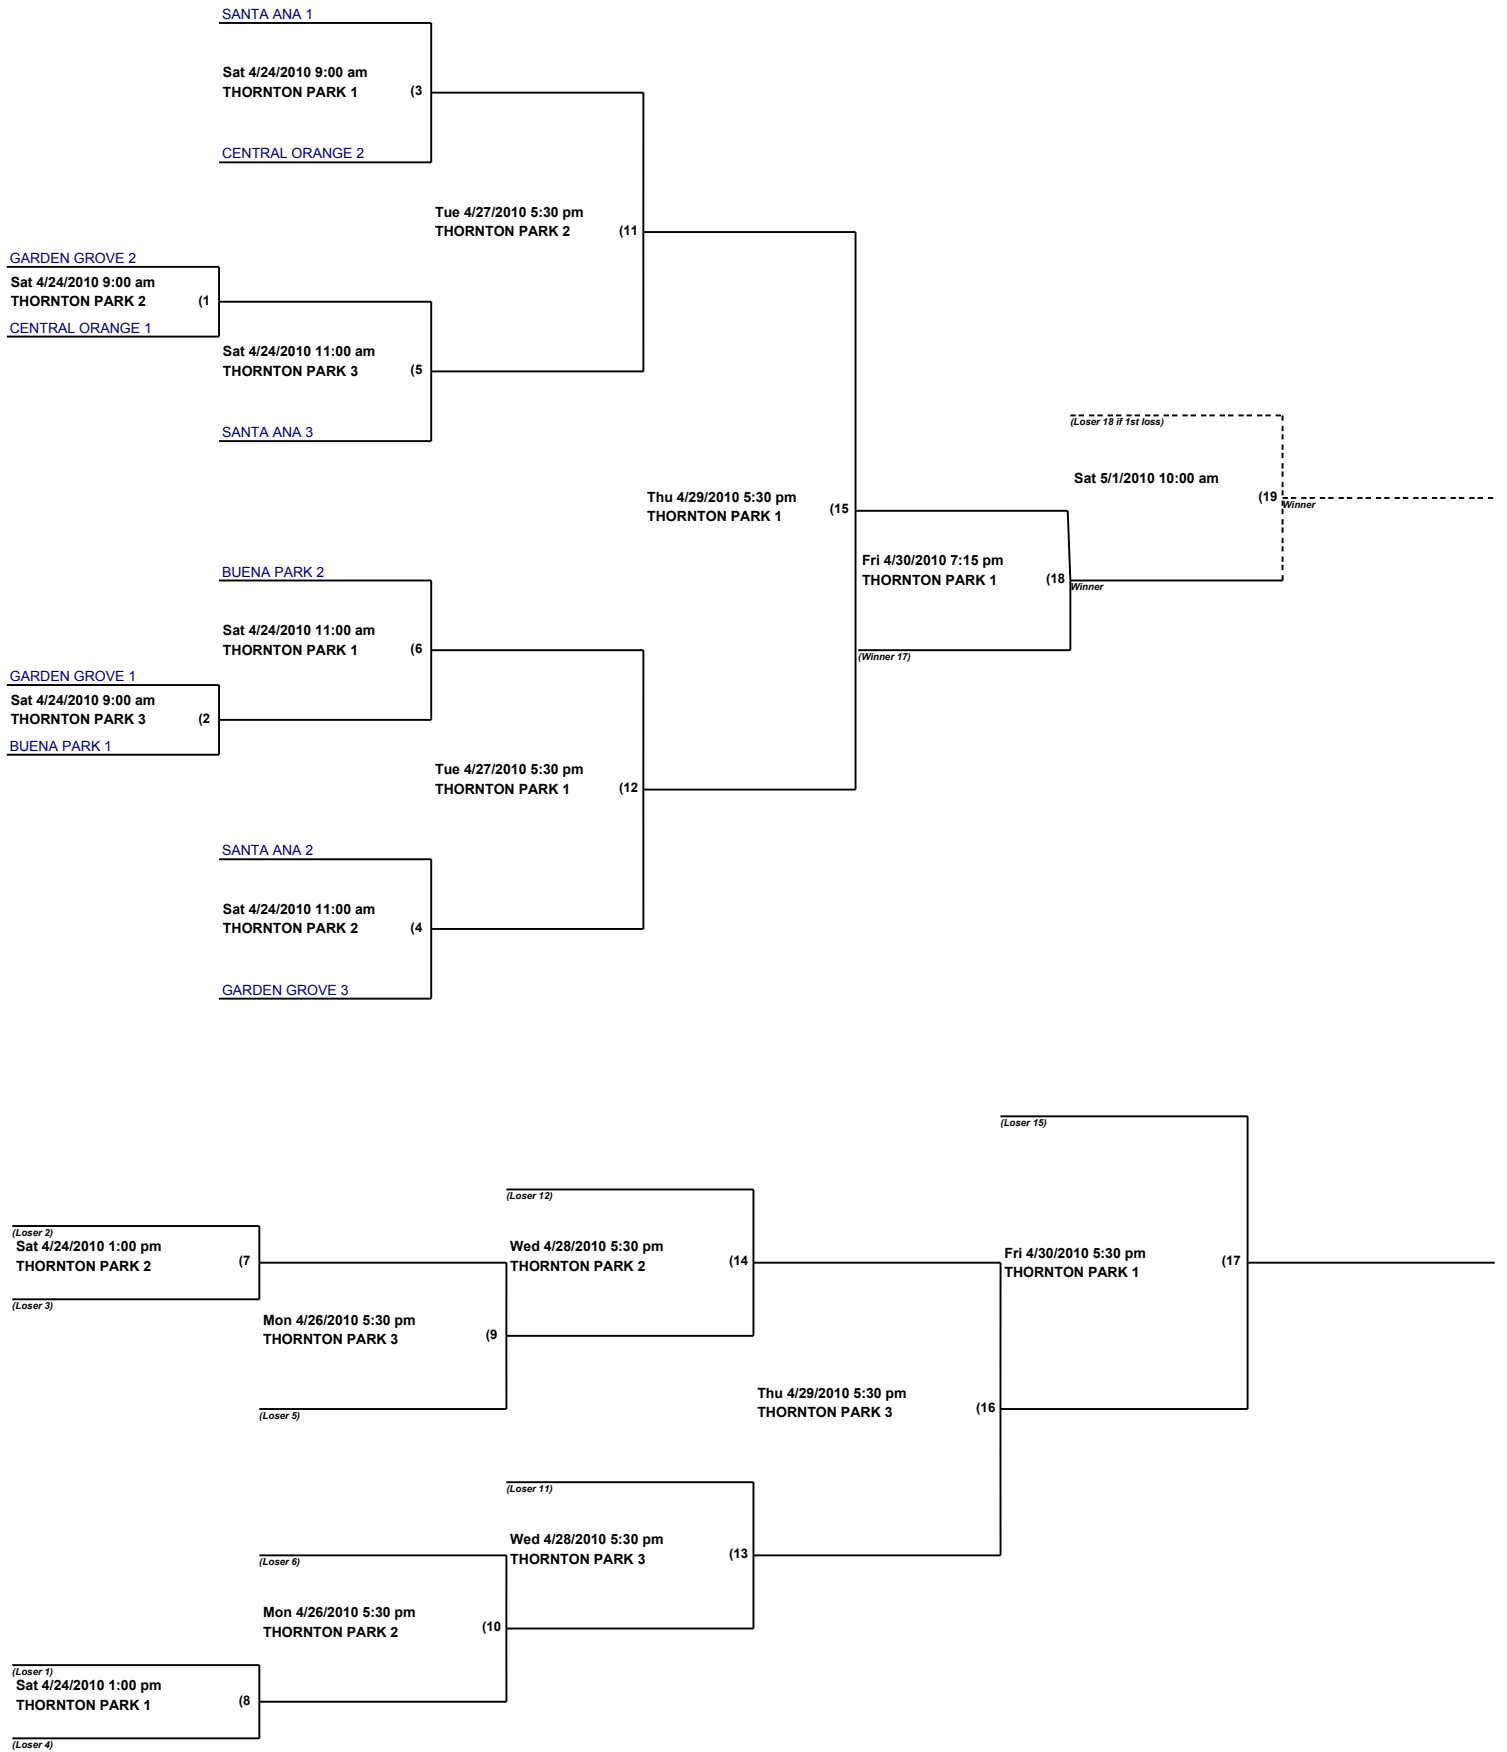 SANTA ANA 1
Sat 4/24/2010 9:00 am
THORNTON PARK 1 (3
CENTRAL ORANGE 2
Tue 4/27/2010 5:30 pm
THORNTON PARK 2 (11
GARDEN GROVE 2
Sat 4/24/2010 9:00 am
THORNTON PARK 2 (1
CENTRAL ORANGE 1
Sat 4/24/2010 11:00 am
THORNTON PARK 3 (5
SANTA ANA 3
(Loser 18 if 1st loss)
Sat 5/1/2010 10:00 am
(19
Winner
Thu 4/29/2010 5:30 pm
THORNTON PARK 1 (15
Fri 4/30/2010 7:15 pm
THORNTON PARK 1 (18
Winner
(Winner 17)
BUENA PARK 2
Sat 4/24/2010 11:00 am
THORNTON PARK 1 (6
GARDEN GROVE 1
Sat 4/24/2010 9:00 am
THORNTON PARK 3 (2
BUENA PARK 1
Tue 4/27/2010 5:30 pm
THORNTON PARK 1 (12
SANTA ANA 2
Sat 4/24/2010 11:00 am
THORNTON PARK 2 (4
GARDEN GROVE 3
(Loser 15)
(Loser 12)
(Loser 2)
Sat 4/24/2010 1:00 pm
THORNTON PARK 2 (7
(Loser 3)
Wed 4/28/2010 5:30 pm
THORNTON PARK 2 (14
Fri 4/30/2010 5:30 pm
THORNTON PARK 1 (17
Mon 4/26/2010 5:30 pm
THORNTON PARK 3 (9
(Loser 5)
Thu 4/29/2010 5:30 pm
THORNTON PARK 3 (16
(Loser 11)
Wed 4/28/2010 5:30 pm
THORNTON PARK 3 (13
(Loser 6)
Mon 4/26/2010 5:30 pm
THORNTON PARK 2 (10
(Loser 1)
Sat 4/24/2010 1:00 pm
THORNTON PARK 1 (8
(Loser 4)